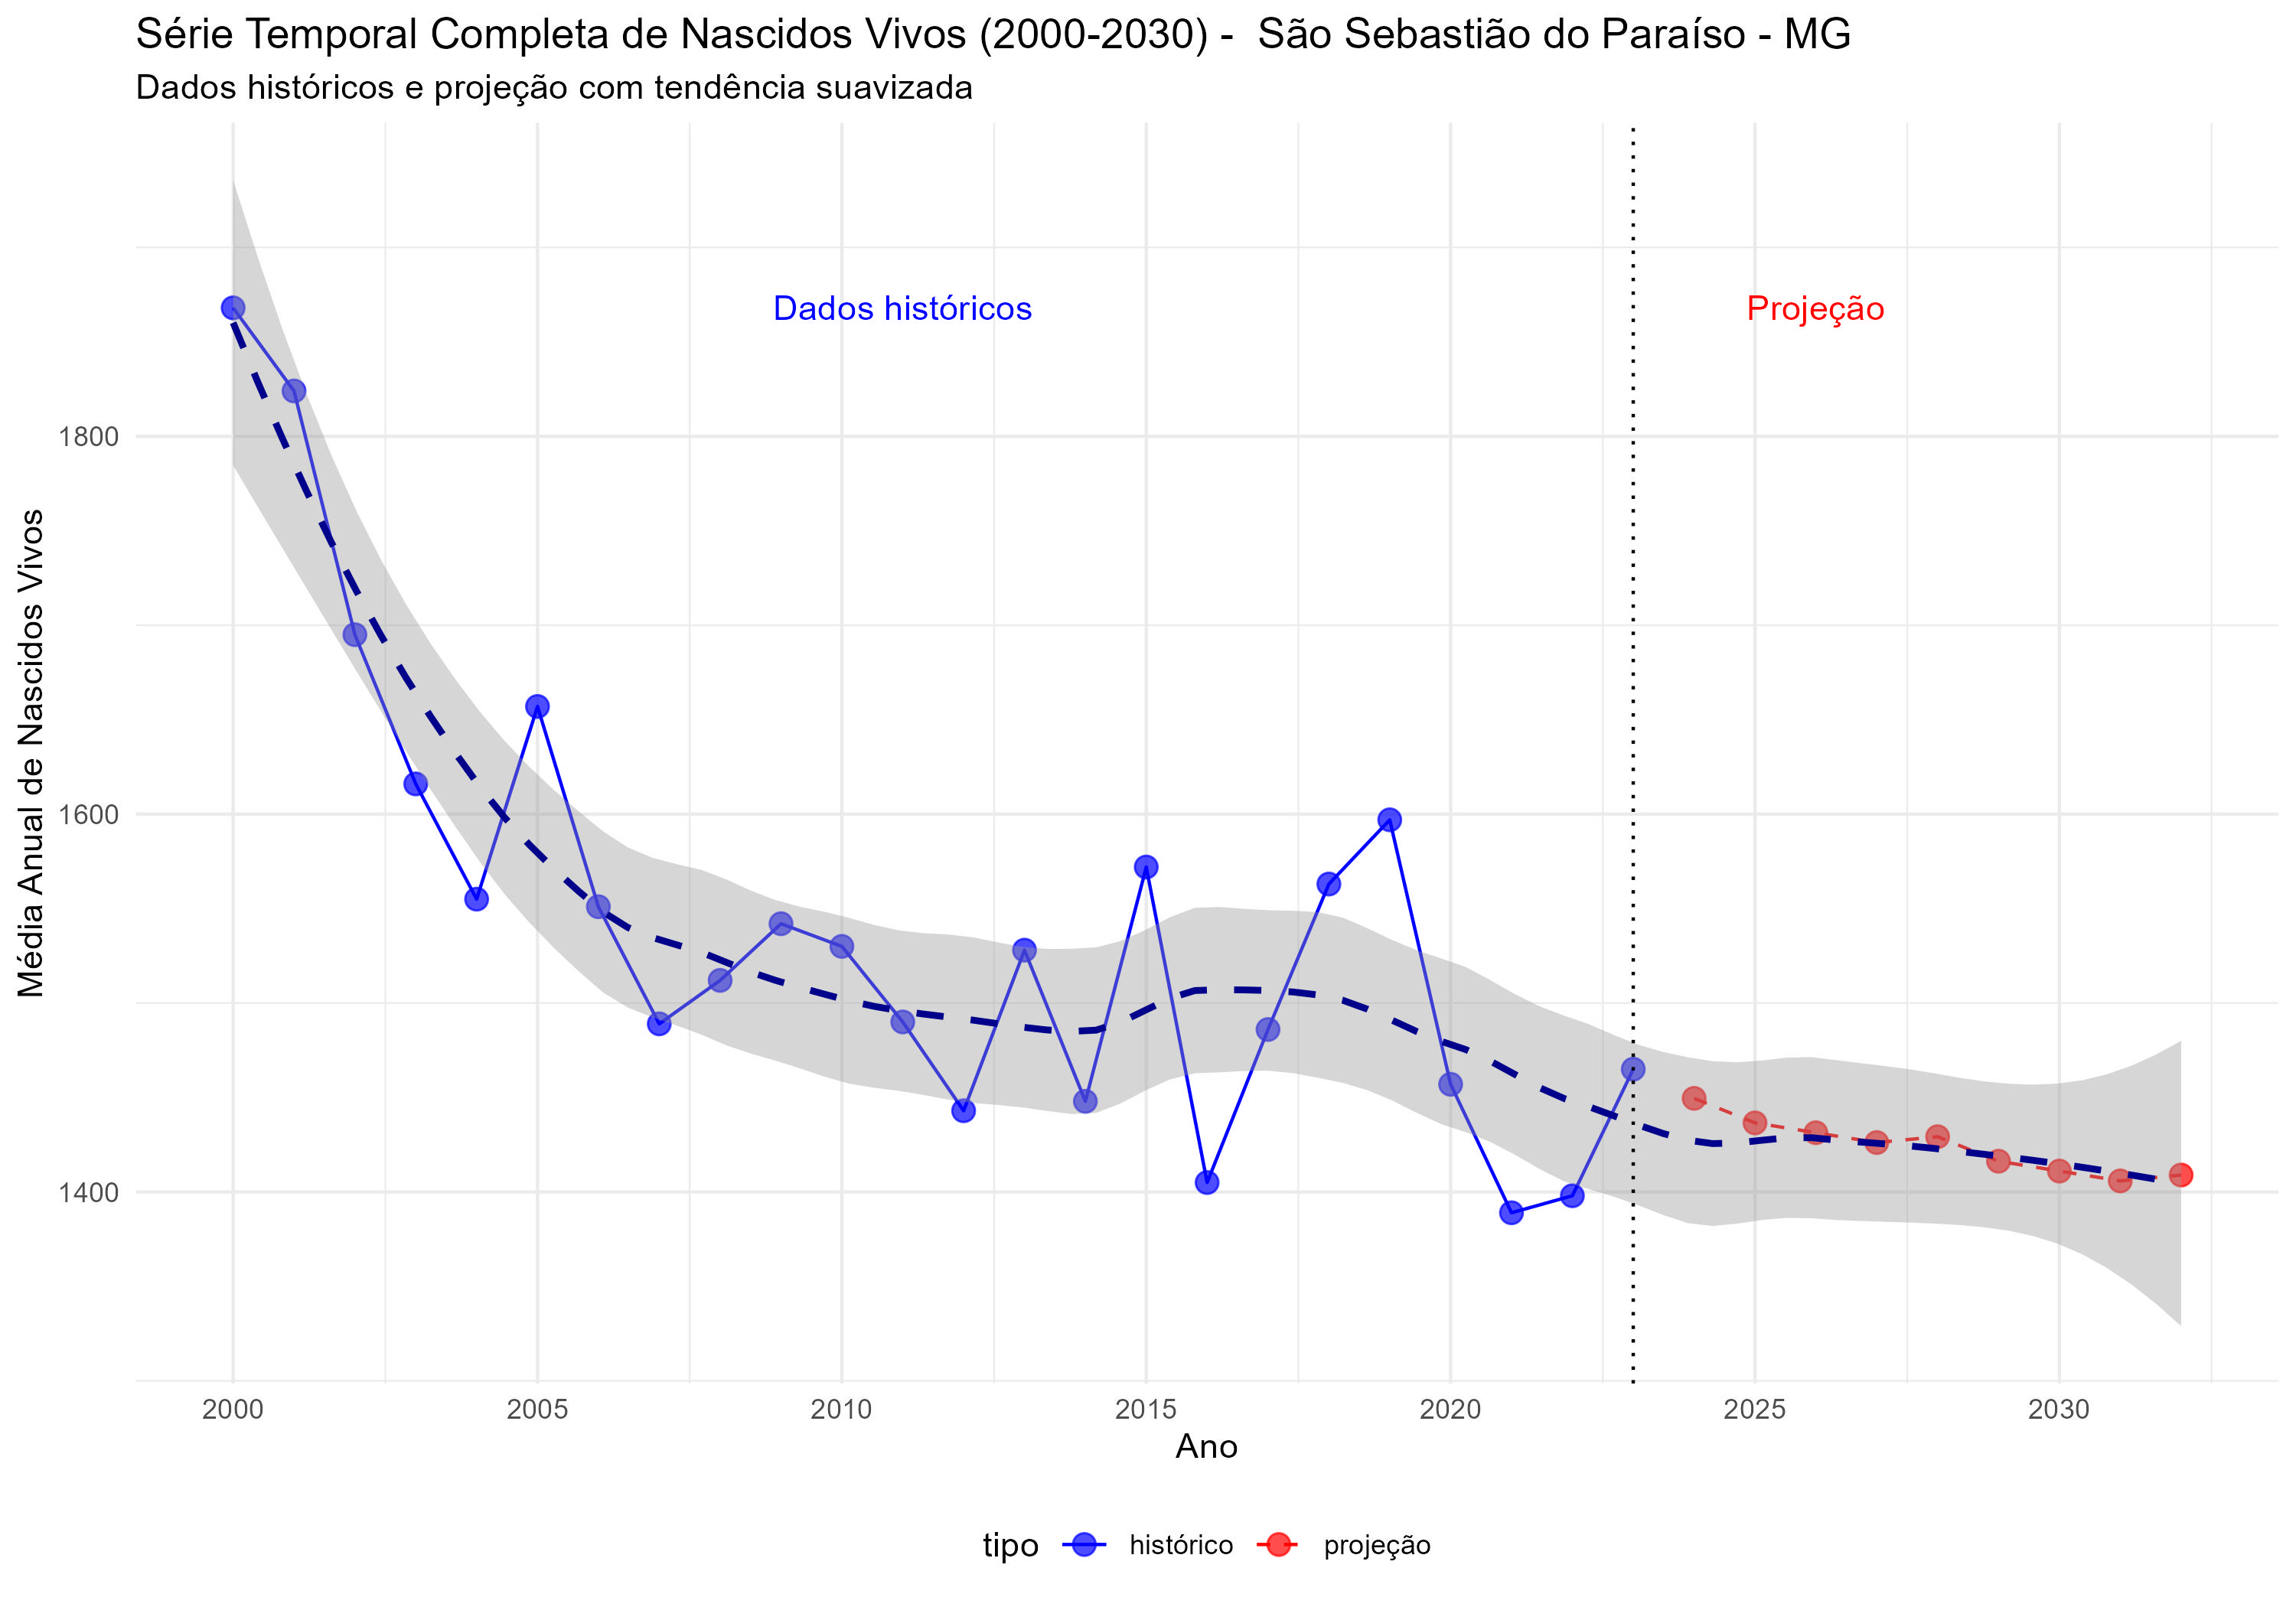 Série Temporal Completa de Nascidos Vivos (2000-2030) -  São Sebastião do Paraíso - MG
Dados históricos e projeção com tendência suavizada
Dados históricos
Projeção
Média Anual de Nascidos Vivos
1800
1600
1400
2000 2005 2010 2015 2020 2025 2030
Ano
tipo histórico projeção